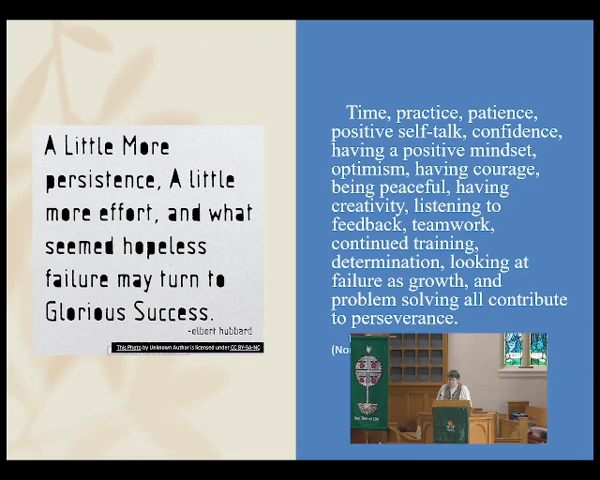 A Little More
persistence, A little
more effort, and what
seemed hopeless
failure may turn to
Glorious Success.
-elbert hubbard
This Photo by Unknown Author is licensed under CC BY-SA-NC
Time, practice, patience,
positive self-talk, confidence,
having a positive mindset,
optimism, having courage,
being peaceful, having
creativity, listening to
feedback, teamwork,
continued training,
determination, looking at
failure as growth, and
problem solving all contribute
to perseverance.